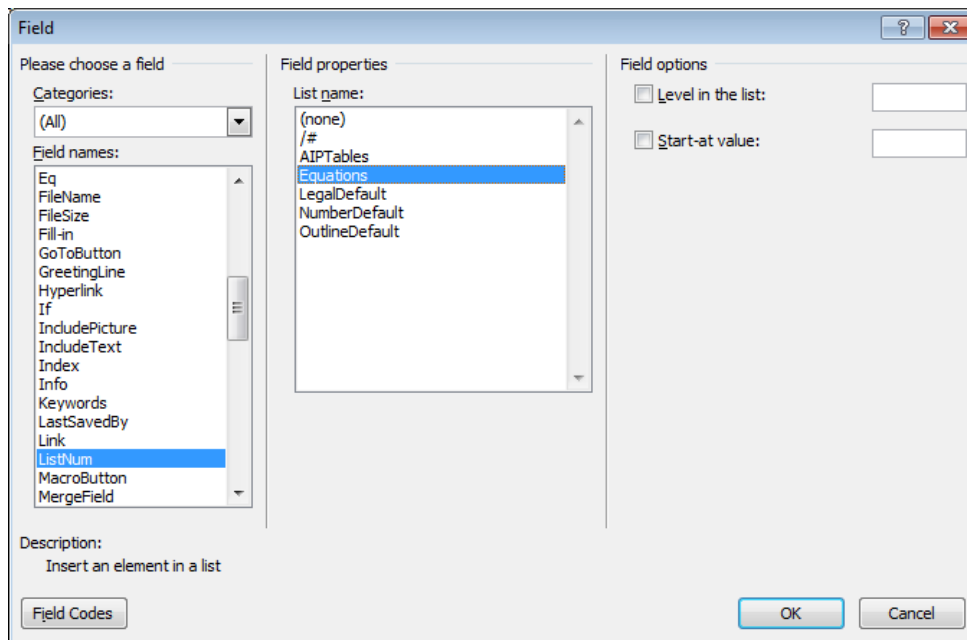 Field
Please choose a field
Categories:
(All)
Field names:
Eq
FileName
FileSize
Fill-in
GoToButton
GreetingLine
Hyperlink
If
IncludePicture
IncludeText
Index
Info
Keywords
LastSavedBy
Link
ListNum
MacroButton
MergeField
Field properties
List name:
(none)
/#
AIPTables
Equations
LegalDefault
NumberDefault
OutlineDefault
Field options
Level in the list:
Start-at value:
Description:
Insert an element in a list
Field Codes
OK
Cancel